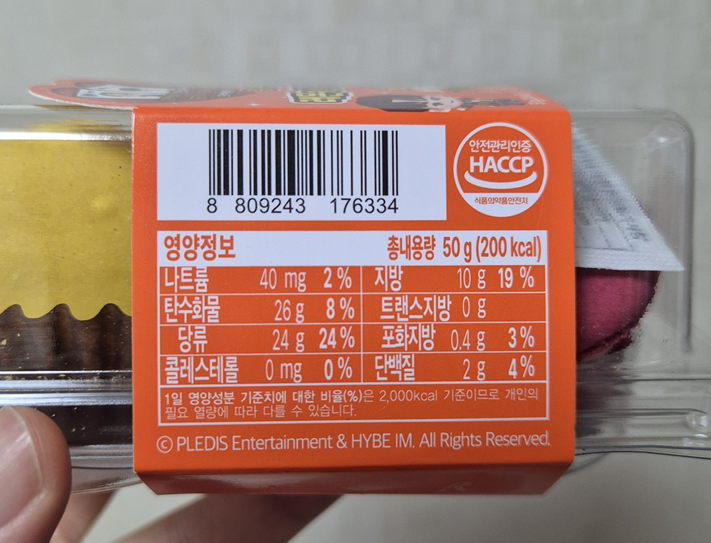 8 809243 176334
안전관리인증
HACCP
식품의약품안전처
영양정보 총내용량 50 g (200 kcal)
나트륨 40 mg 2 % 지방 10 g 19 %
탄수화물 26 g 8 % 트랜스지방 0 g
당류 24 g 24 % 포화지방 0.4 g 3 %
콜레스테롤 0 mg 0 % 단백질 2 g 4 %
1일 영양성분 기준치에 대한 비율(%)은 2,000kcal 기준이므로 개인의
필요 열량에 따라 다를 수 있습니다.
© PLEDIS Entertainment & HYBE IM. All Rights Reserved.